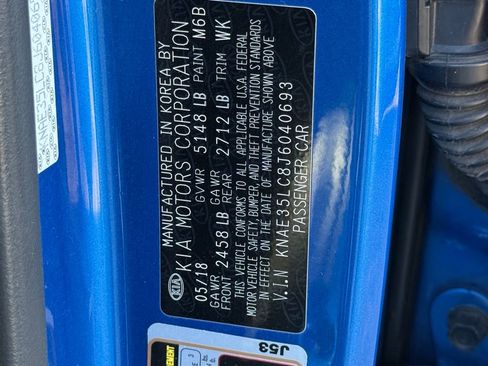 MANUFACTURED IN KOREA BY
KIA MOTORS CORPORATION
05/18 GVWR 5148 LB PAINT M6B
GAWR GAWR
FRONT 2458 LB REAR 2712 LB TRIM WK
THIS VEHICLE CONFORMS TO ALL APPLICABLE U.S.A. FEDERAL
MOTOR VEHICLE SAFETY, BUMPER, AND THEFT PREVENTION STANDARDS
IN EFFECT ON THE DATE OF MANUFACTURE SHOWN ABOVE
V.I.N KNAE35LC8J6040693
PASSENGER CAR
KIA
J53